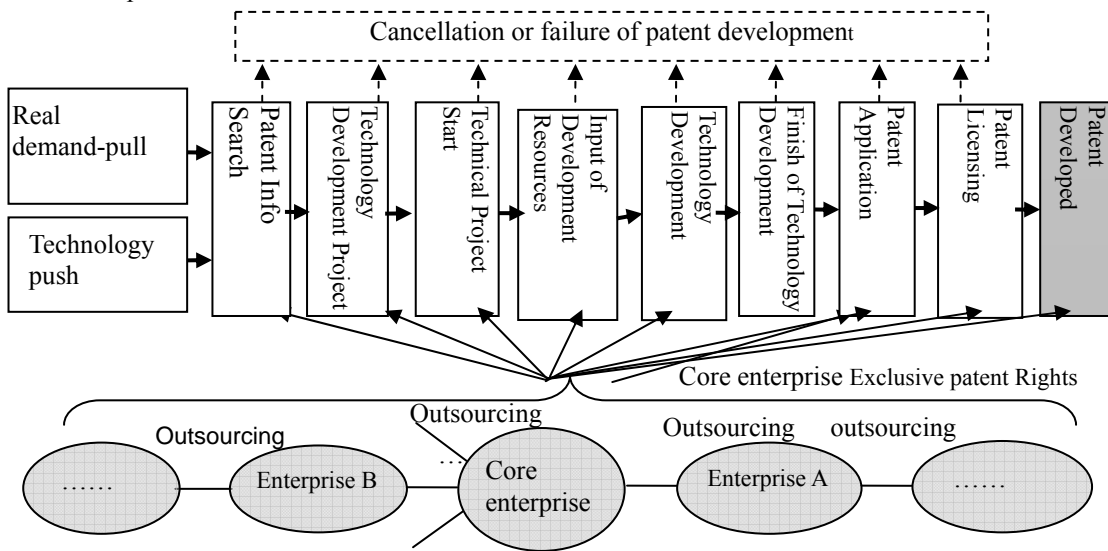 Cancellation or failure of patent development
Real
demand-pull
Technology
push
Patent Info
Search
Technology
Development Project
Technical Project
Start
Input of
Development
Resources
Technology
Development
Finish of Technology
Development
Patent
Application
Patent
Licensing
Patent
Developed
Core enterprise Exclusive patent Rights
Outsourcing
Outsourcing
Outsourcing outsourcing
......
Enterprise B
...
Core
enterprise
Enterprise A
......